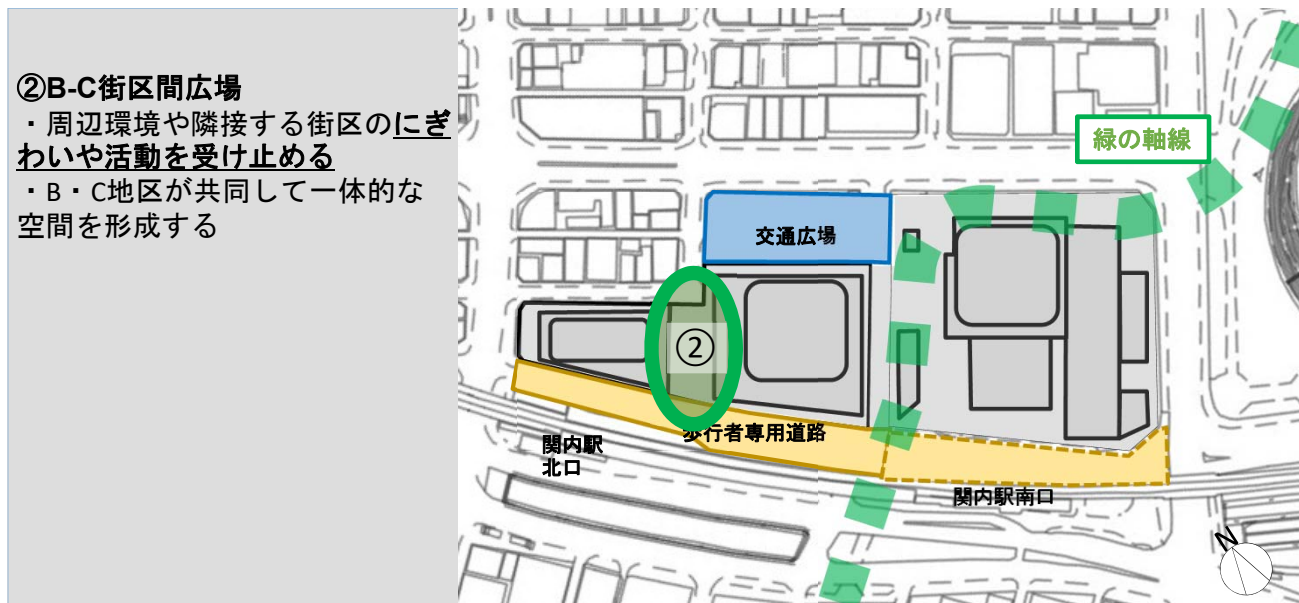 ②B-C街区間広場
・周辺環境や隣接する街区のにぎ
わいや活動を受け止める
・B・C地区が共同して一体的な
空間を形成する
緑の軸線
交通広場
②
歩行者専用道路
関内駅
北口
関内駅南口
N